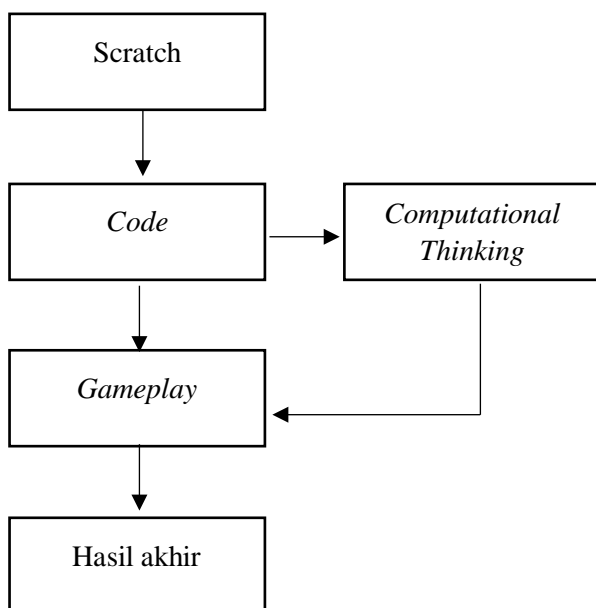 Scratch
Code
Computational
Thinking
Gameplay
Hasil akhir